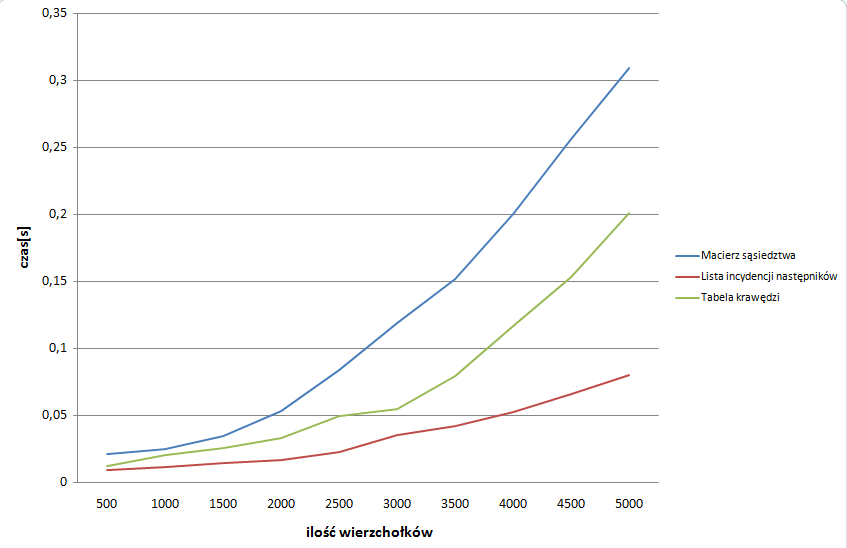 0,35
0,3
0,25
0,2
0,15
0,1
0,05
0
czas[s]
500 1000 1500 2000 2500 3000 3500 4000 4500 5000
ilość wierzchołków
Macierz sąsiedztwa
Lista incydencji następników
Tabela krawędzi